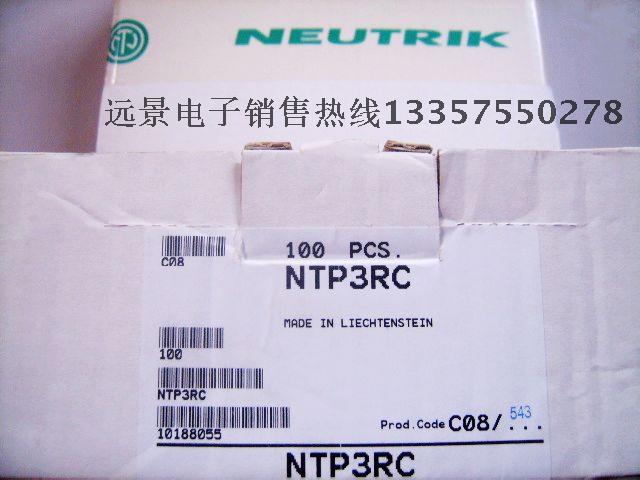 NEUTRIK
远景电子销售热线13357550278
100 PCS.
C08
NTP3RC
MADE IN LIECHTENSTEIN
100
NTP3RC
10188055
Prod.Code C08/543...
NTP3RC